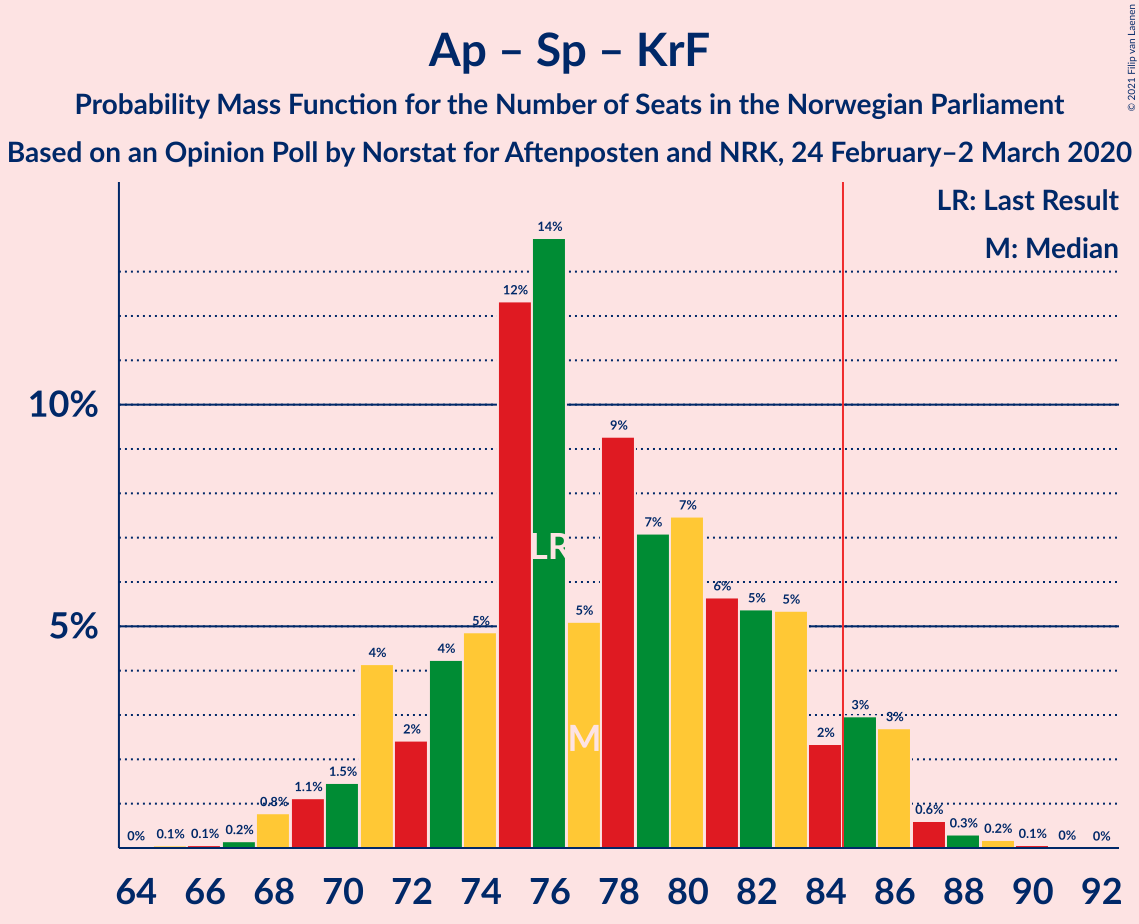 Ap – Sp – KrF
Probability Mass Function for the Number of Seats in the Norwegian Parliament
Based on an Opinion Poll by Norstat for Aftenposten and NRK, 24 February–2 March 2020
© 2021 Filip van Laenen
LR: Last Result
M: Median
10%
5%
0% 0.1% 0.1% 0.2% 0.8% 1.1% 1.5% 4% 2% 4% 5% 12% 14% 5% 9% 7% 7% 6% 5% 5% 2% 3% 3% 0.6% 0.3% 0.2% 0.1% 0% 0%
LR
M
64 66 68 70 72 74 76 78 80 82 84 86 88 90 92